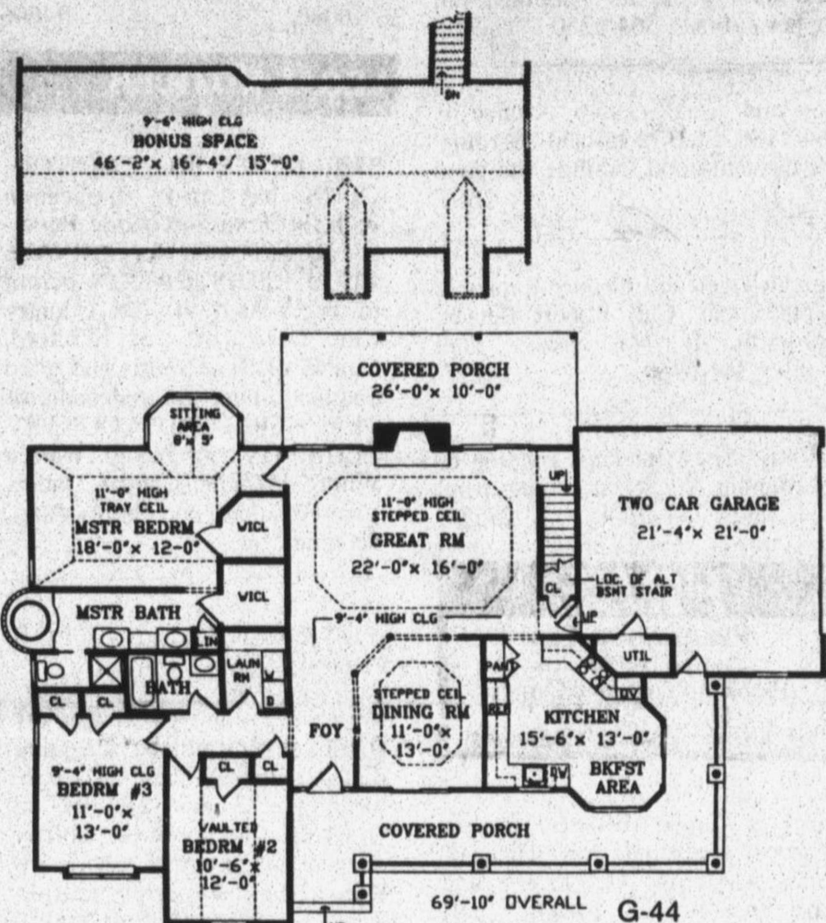 DN
9'-6" HIGH CLG
BONUS SPACE
46'-2" x 16'-4"/ 15'-0"
COVERED PORCH
26'-0" x 10'-0"
SITTING
AREA
8' x 5'
11'-0" HIGH
TRAY CEIL
MSTR BEDRM
18'-0" x 12'-0"
WICL
WICL
11'-0" HIGH
STEPPED CEIL
GREAT RM
22'-0" x 16'-0"
UP
CL
TWO CAR GARAGE
21'-4" x 21'-0"
LOC. OF ALT
BSMT STAIR
UP
9'-4" HIGH CLG
MSTR BATH
LIN
BATH
LAUN
RM
W
D
CL
CL
UTIL
PANT
REF
STEPPED CEIL
DINING RM
11'-0" x
13'-0"
FOY
KITCHEN
15'-6" x 13'-0"
DV
DW
BKFST
AREA
9'-4" HIGH CLG
BEDRM #3
11'-0" x
13'-0"
CL
CL
VAULTED
BEDRM #2
10'-6" x
12'-0"
COVERED PORCH
69'-10" OVERALL
G-44